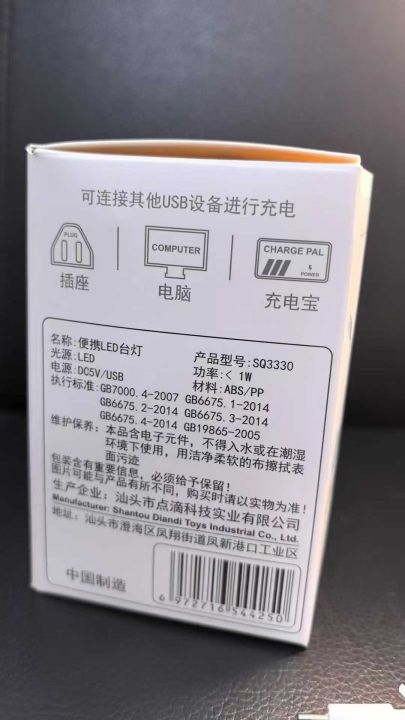 可连接其他USB设备进行充电
PLUG
COMPUTER
CHARGE PAL
POWER
插座
电脑
充电宝
名称:便携LED台灯
产品型号:SQ3330
光源:LED
功率:< 1W
电源:DC5V/USB
材料:ABS/PP
执行标准:GB7000.4-2007 GB6675.1-2014
GB6675.2-2014 GB6675.3-2014
GB6675.4-2014 GB19865-2005
维护保养:本品含电子元件,不得入水或在潮湿
环境下使用,用洁净柔软的布擦拭表
面污迹
包装含有重要信息,必须给予保留!
图片可能与产品有所不同,购买时请以实物为准!
生产企业:汕头市点滴科技实业有限公司
Manufacturer: Shantou Diandi Toys Industrial Co., Ltd.
地址:汕头市澄海区凤翔街道凤新港口工业区
中国制造
6 972716 544250